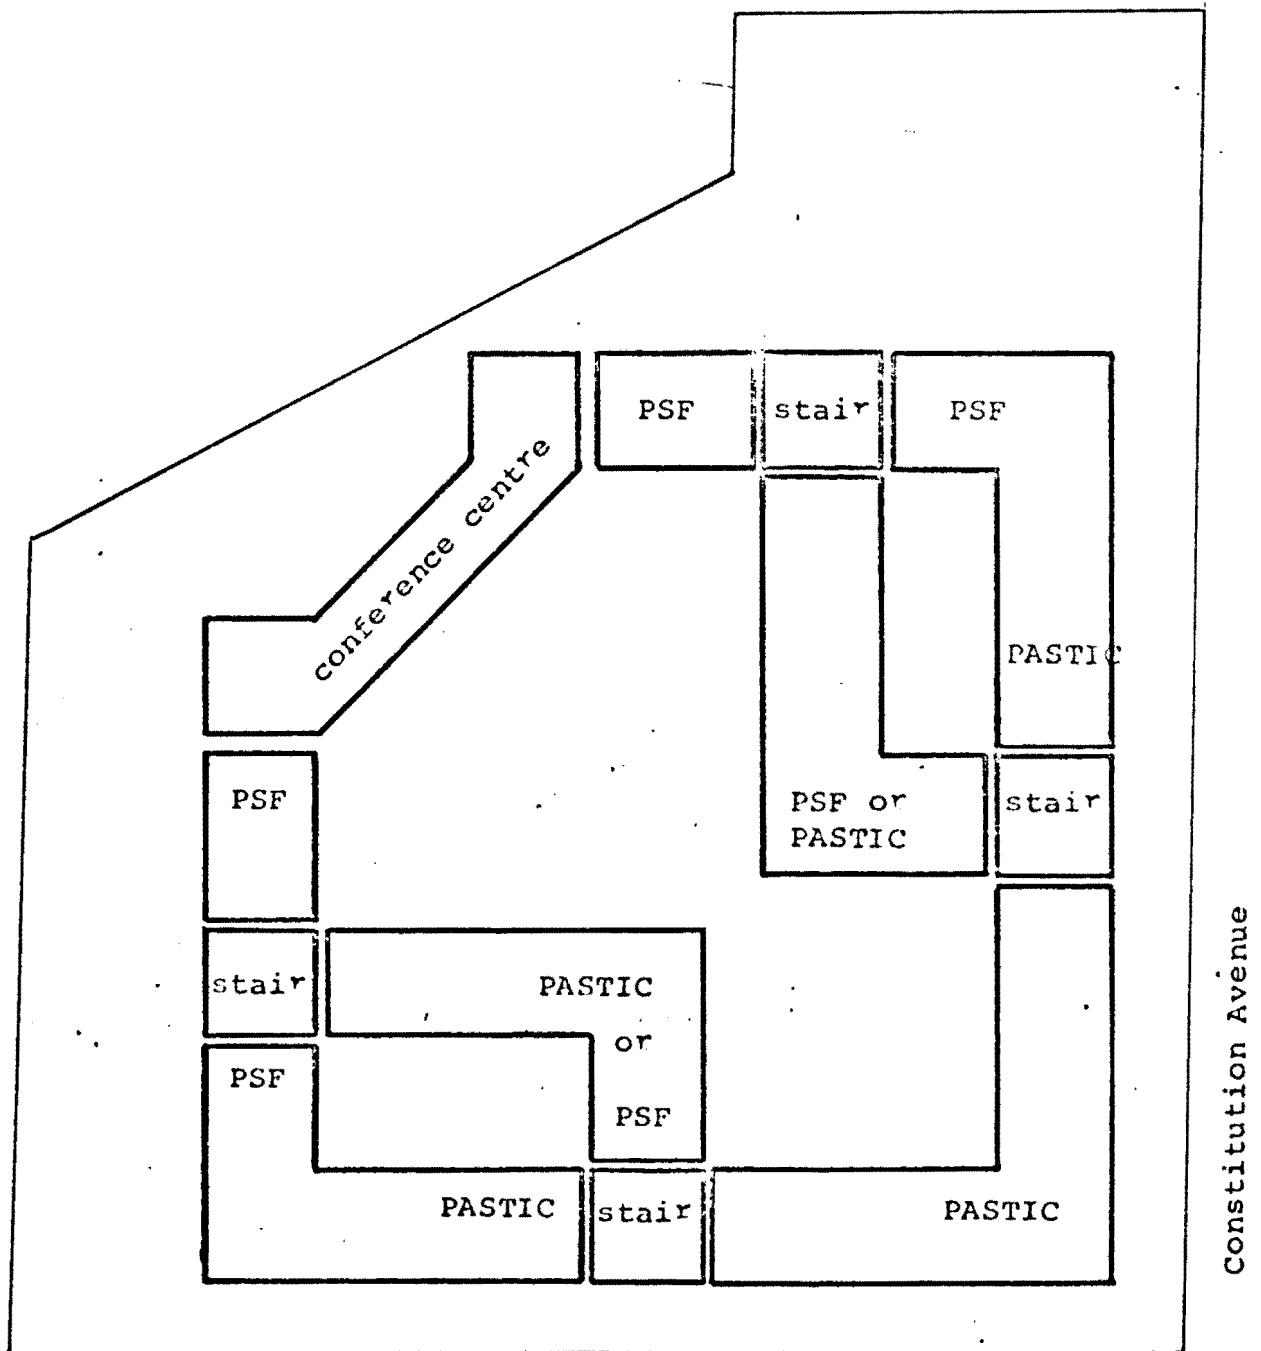 PSF
stair
PSF
conference centre
PASTIC
PSF
PSF or
PASTIC
stair
stair
PASTIC
or
PSF
PSF
PASTIC
stair
PASTIC
Constitution Avenue